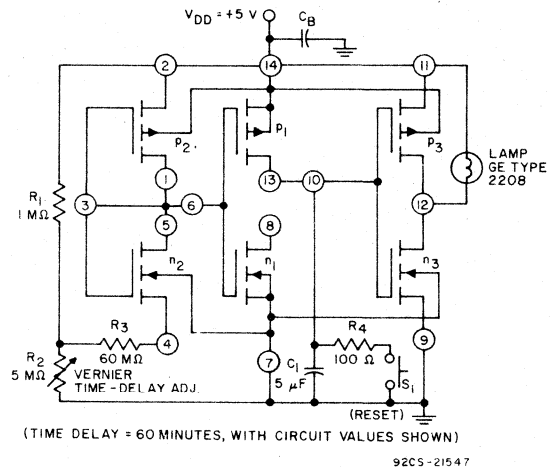 V_DD = +5 V
C_B
2
14
11
p2
p1
p3
LAMP
GE TYPE
2208
R1
1 MΩ
1
3
6
13
10
12
5
8
n2
n1
n3
R3
60 MΩ
4
R2
5 MΩ
VERNIER
TIME-DELAY ADJ.
7
C1
5 µF
R4
100 Ω
S1
9
(RESET)
(TIME DELAY = 60 MINUTES, WITH CIRCUIT VALUES SHOWN)
92CS-21547